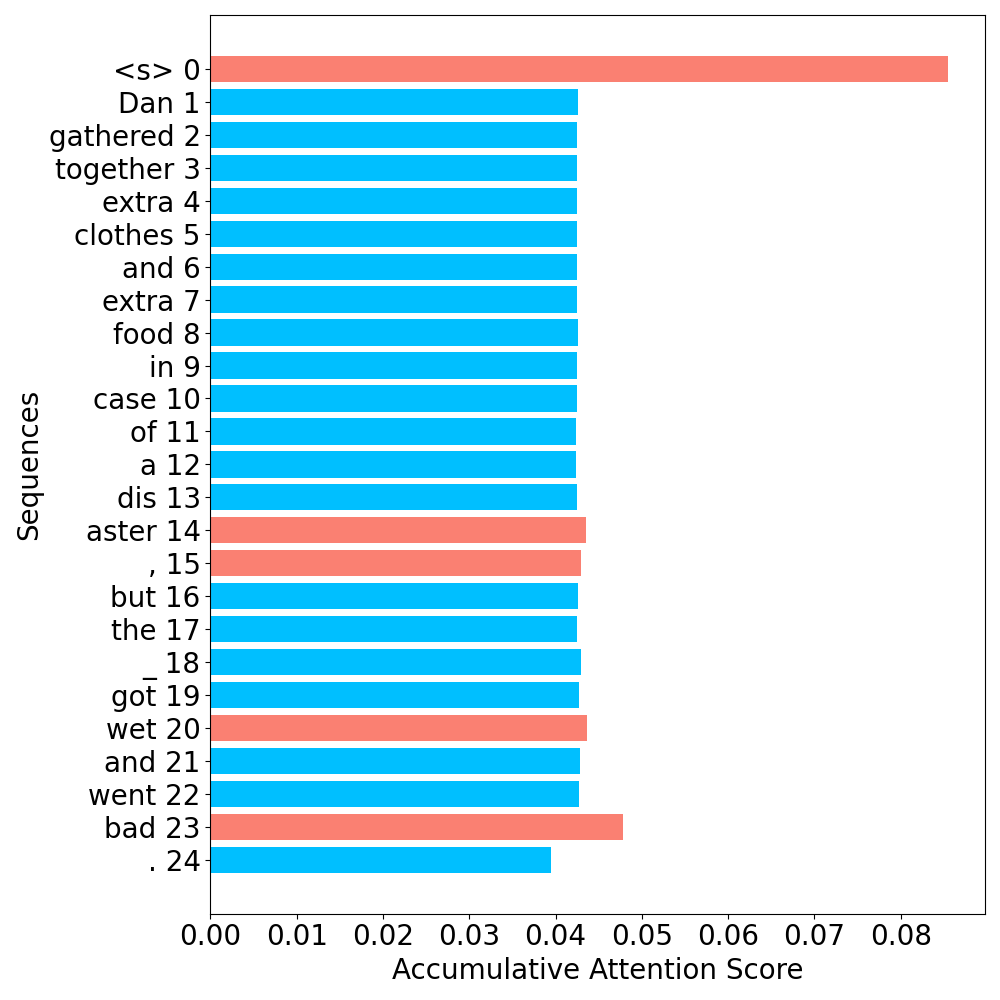 <s> 0
Dan 1
gathered 2
together 3
extra 4
clothes 5
and 6
extra 7
food 8
in 9
case 10
of 11
a 12
dis 13
aster 14
, 15
but 16
the 17
_ 18
got 19
wet 20
and 21
went 22
bad 23
. 24
Sequences
0.00 0.01 0.02 0.03 0.04 0.05 0.06 0.07 0.08
Accumulative Attention Score